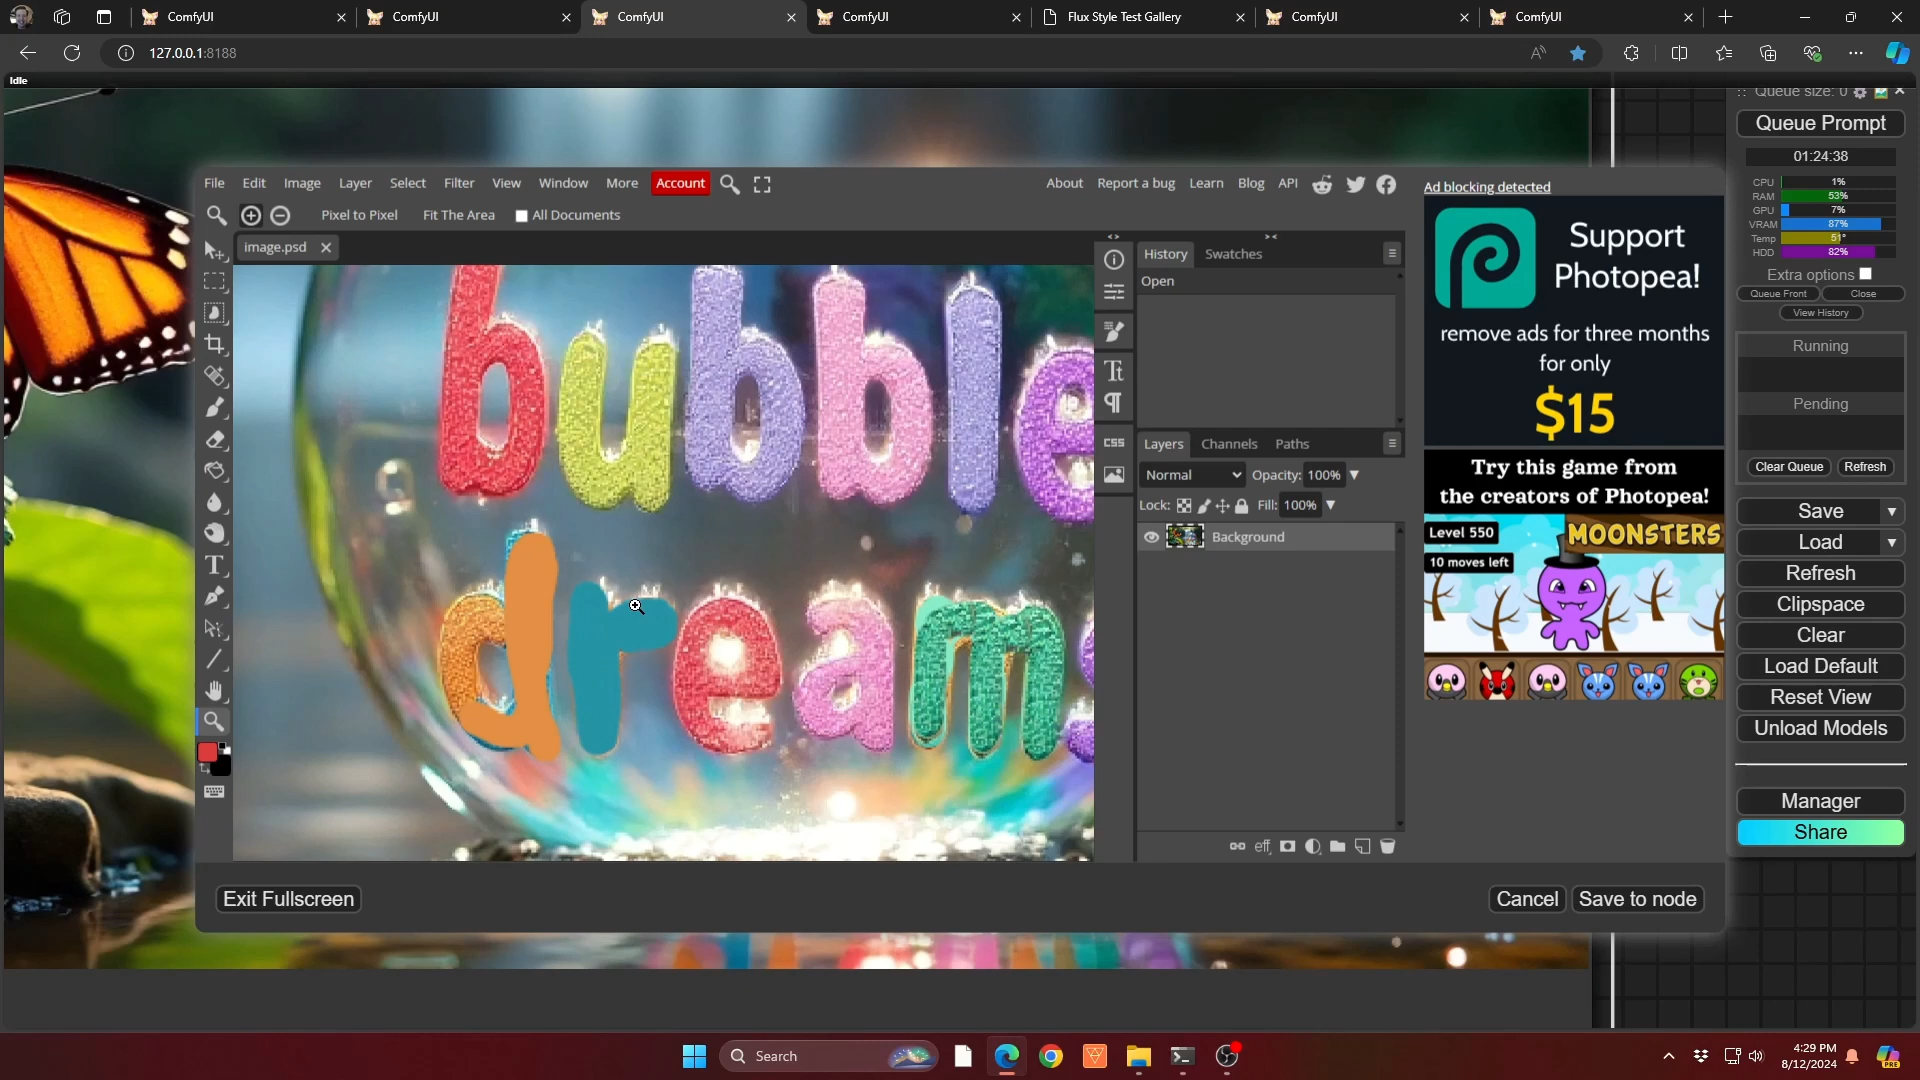 ComfyUI
ComfyUI
ComfyUI
ComfyUI
Flux Style Test Gallery
ComfyUI
ComfyUI
127.0.0.1:8188
Idle
Queue size: 0
Queue Prompt
01:24:38
CPU 1%
RAM 53%
GPU 7%
VRAM 87%
Temp 51°
HDD 82%
Extra options
Queue Front
Close
View History
Running
Pending
Clear Queue
Refresh
Save
Load
Refresh
Clipspace
Clear
Load Default
Reset View
Unload Models
Manager
Share
File Edit Image Layer Select Filter View Window More Account
About Report a bug Learn Blog API
Pixel to Pixel Fit The Area All Documents
image.psd
bubble
dream
History Swatches
Open
CSS
Layers Channels Paths
Normal Opacity: 100%
Lock: Fill: 100%
Background
eff
Ad blocking detected
Support
Photopea!
remove ads for three months
for only
$15
Try this game from
the creators of Photopea!
Level 550
10 moves left
MOONSTERS
Exit Fullscreen
Cancel
Save to node
Search
4:29 PM
8/12/2024
PRE